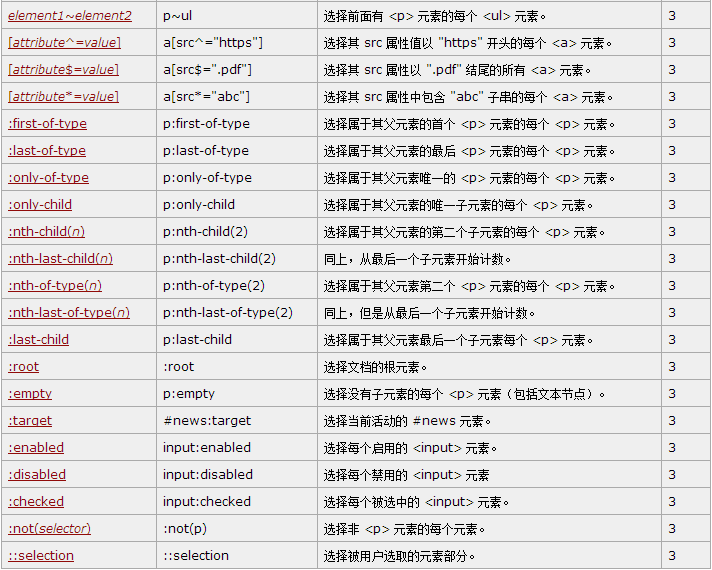 element1~element2 p~ul 选择前面有 <p> 元素的每个 <ul> 元素。 3
[attribute^=value] a[src^="https"] 选择其 src 属性值以 "https" 开头的每个 <a> 元素。 3
[attribute$=value] a[src$=".pdf"] 选择其 src 属性以 ".pdf" 结尾的所有 <a> 元素。 3
[attribute*=value] a[src*="abc"] 选择其 src 属性中包含 "abc" 子串的每个 <a> 元素。 3
:first-of-type p:first-of-type 选择属于其父元素的首个 <p> 元素的每个 <p> 元素。 3
:last-of-type p:last-of-type 选择属于其父元素的最后 <p> 元素的每个 <p> 元素。 3
:only-of-type p:only-of-type 选择属于其父元素唯一的 <p> 元素的每个 <p> 元素。 3
:only-child p:only-child 选择属于其父元素的唯一子元素的每个 <p> 元素。 3
:nth-child(n) p:nth-child(2) 选择属于其父元素的第二个子元素的每个 <p> 元素。 3
:nth-last-child(n) p:nth-last-child(2) 同上，从最后一个子元素开始计数。 3
:nth-of-type(n) p:nth-of-type(2) 选择属于其父元素第二个 <p> 元素的每个 <p> 元素。 3
:nth-last-of-type(n) p:nth-last-of-type(2) 同上，但是从最后一个子元素开始计数。 3
:last-child p:last-child 选择属于其父元素最后一个子元素每个 <p> 元素。 3
:root :root 选择文档的根元素。 3
:empty p:empty 选择没有子元素的每个 <p> 元素（包括文本节点）。 3
:target #news:target 选择当前活动的 #news 元素。 3
:enabled input:enabled 选择每个启用的 <input> 元素。 3
:disabled input:disabled 选择每个禁用的 <input> 元素 3
:checked input:checked 选择每个被选中的 <input> 元素。 3
:not(selector) :not(p) 选择非 <p> 元素的每个元素。 3
::selection ::selection 选择被用户选取的元素部分。 3